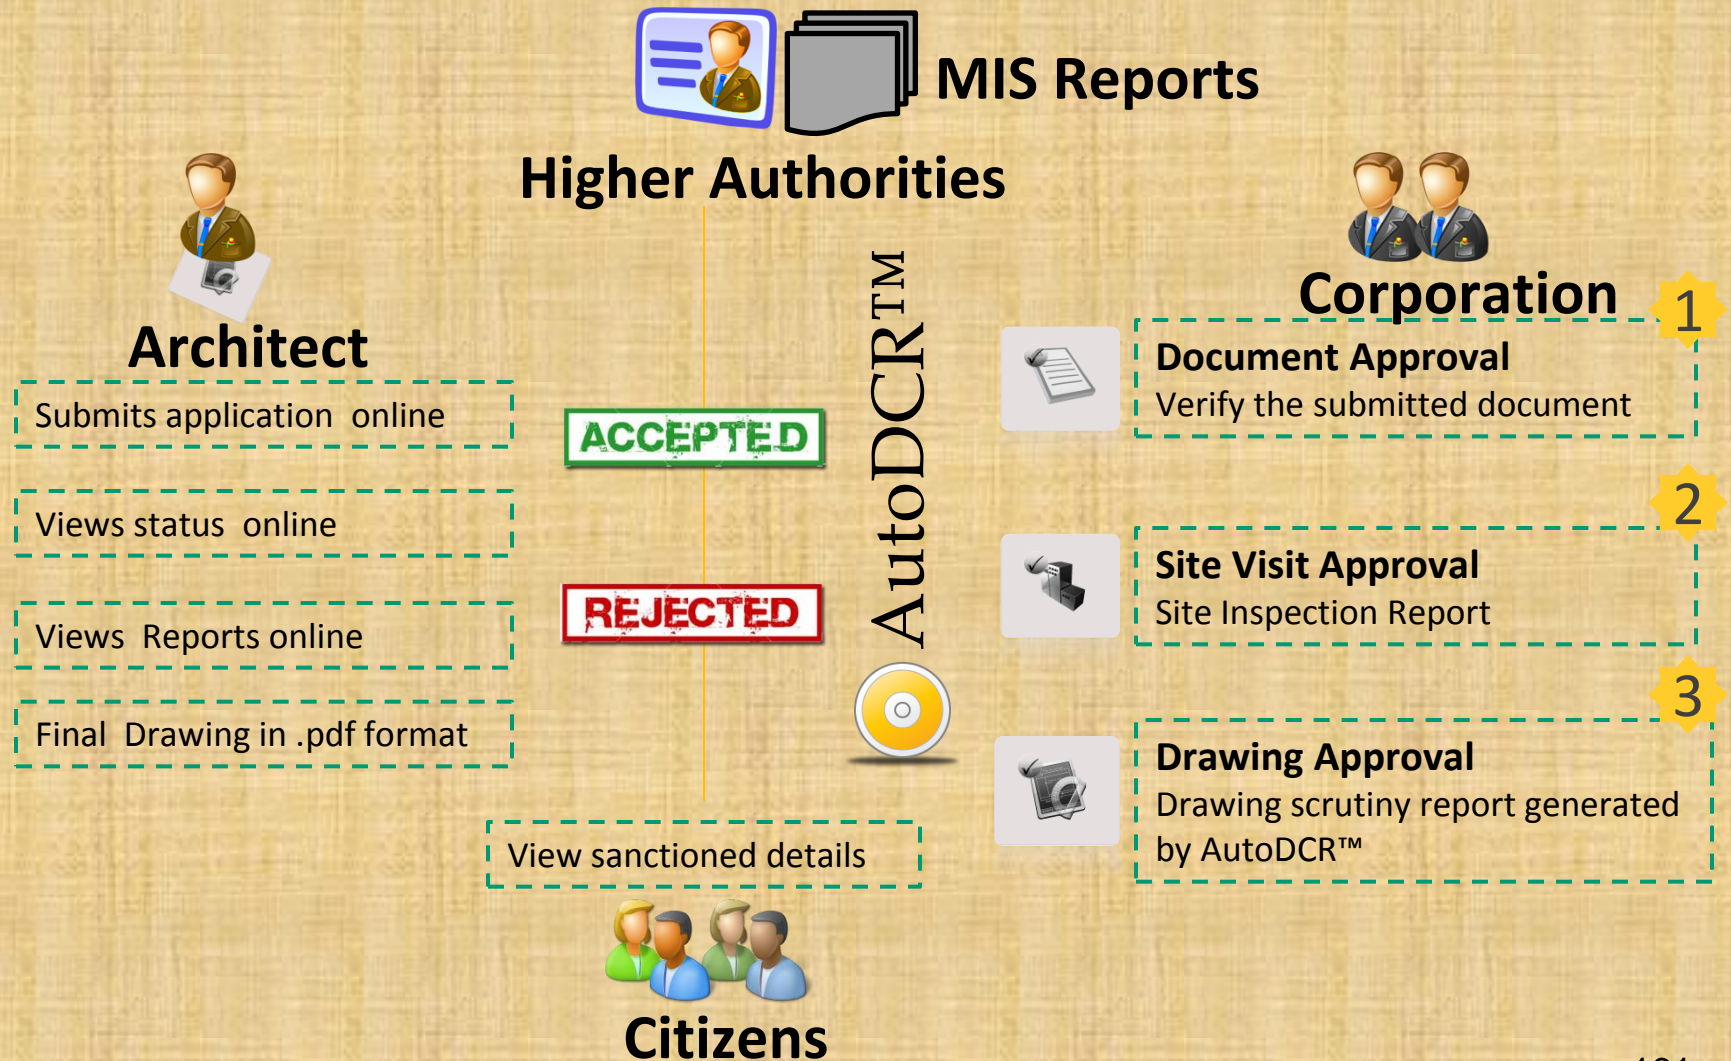 MIS Reports
Higher Authorities
Architect
Submits application  online
Views status  online
Views  Reports online
Final  Drawing in .pdf format
ACCEPTED
REJECTED
AutoDCR™
Corporation
1
Document Approval
Verify the submitted document
2
Site Visit Approval
Site Inspection Report
3
Drawing Approval
Drawing scrutiny report generated
by AutoDCR™
View sanctioned details
Citizens